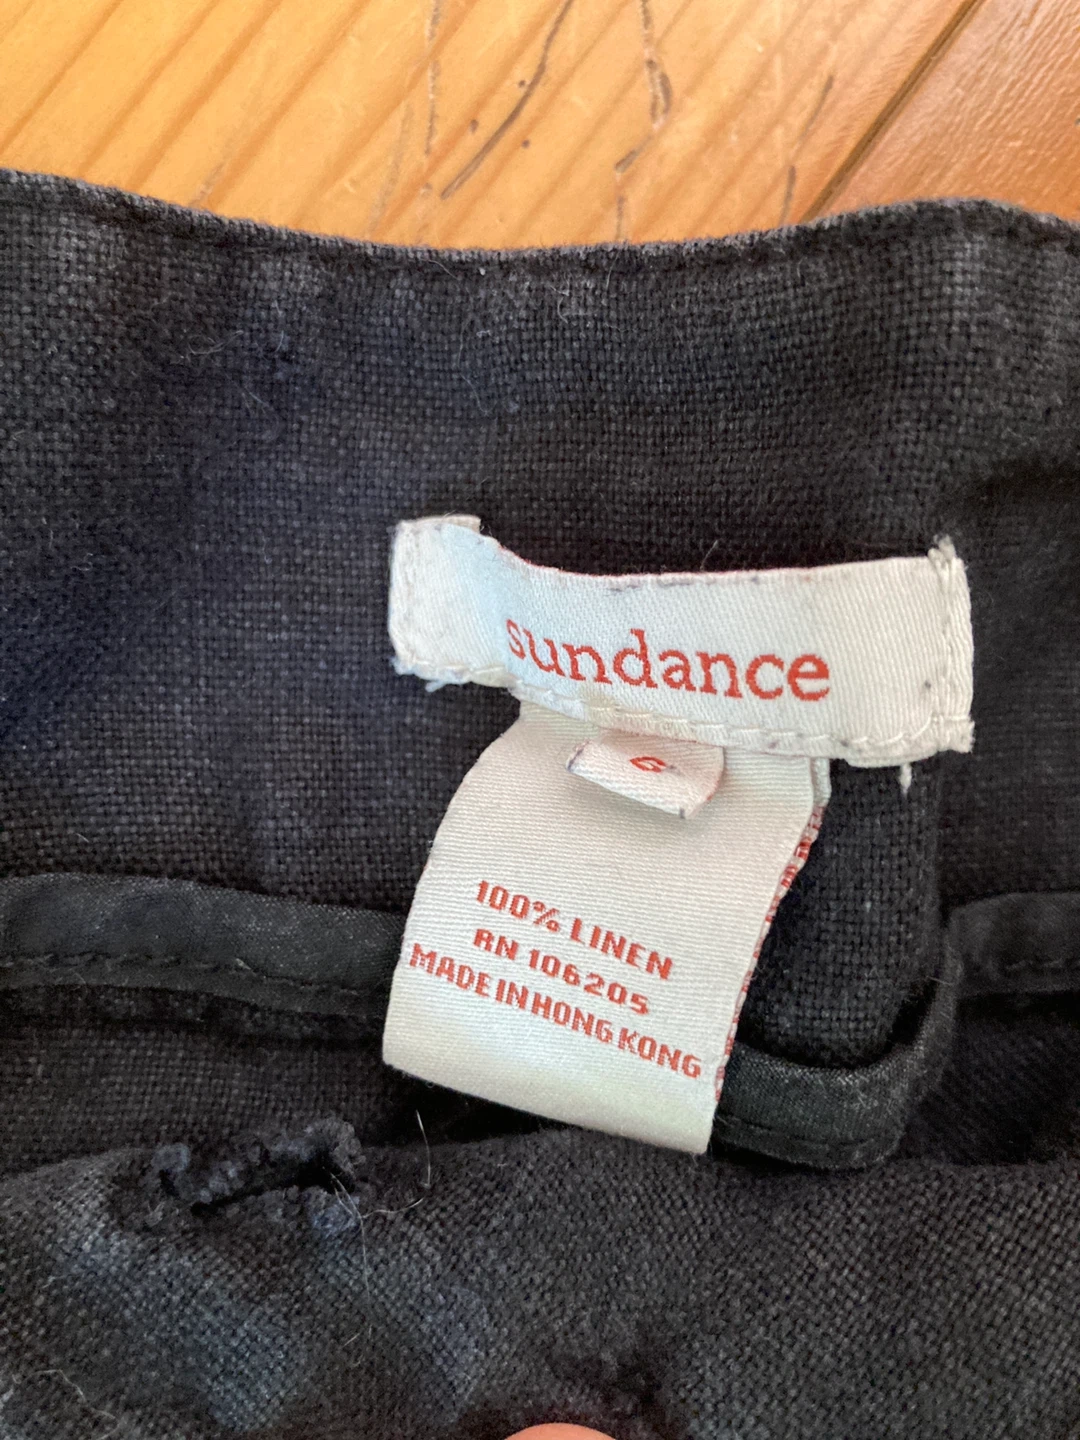 sundance
6
100% LINEN
RN 106205
MADE IN HONG KONG